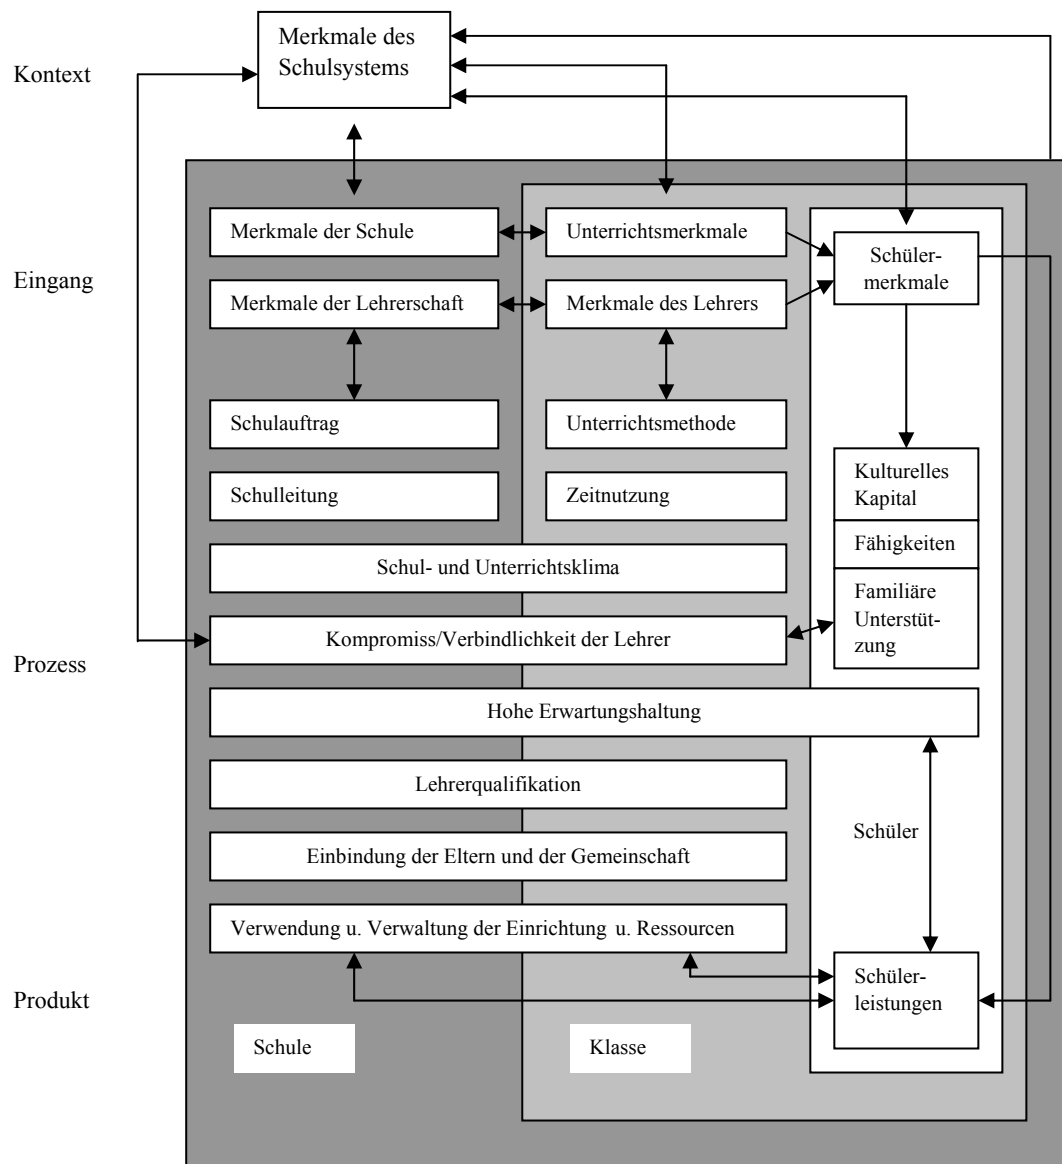 Merkmale des
Schulsystems
Kontext
Merkmale der Schule
Unterrichtsmerkmale
Schüler-
merkmale
Eingang
Merkmale der Lehrerschaft
Merkmale des Lehrers
Schulauftrag
Unterrichtsmethode
Kulturelles
Kapital
Schulleitung
Zeitnutzung
Fähigkeiten
Schul- und Unterrichtsklima
Familiäre
Unterstüt-
zung
Kompromiss/Verbindlichkeit der Lehrer
Prozess
Hohe Erwartungshaltung
Lehrerqualifikation
Schüler
Einbindung der Eltern und der Gemeinschaft
Verwendung u. Verwaltung der Einrichtung u. Ressourcen
Produkt
Schüler-
leistungen
Schule
Klasse